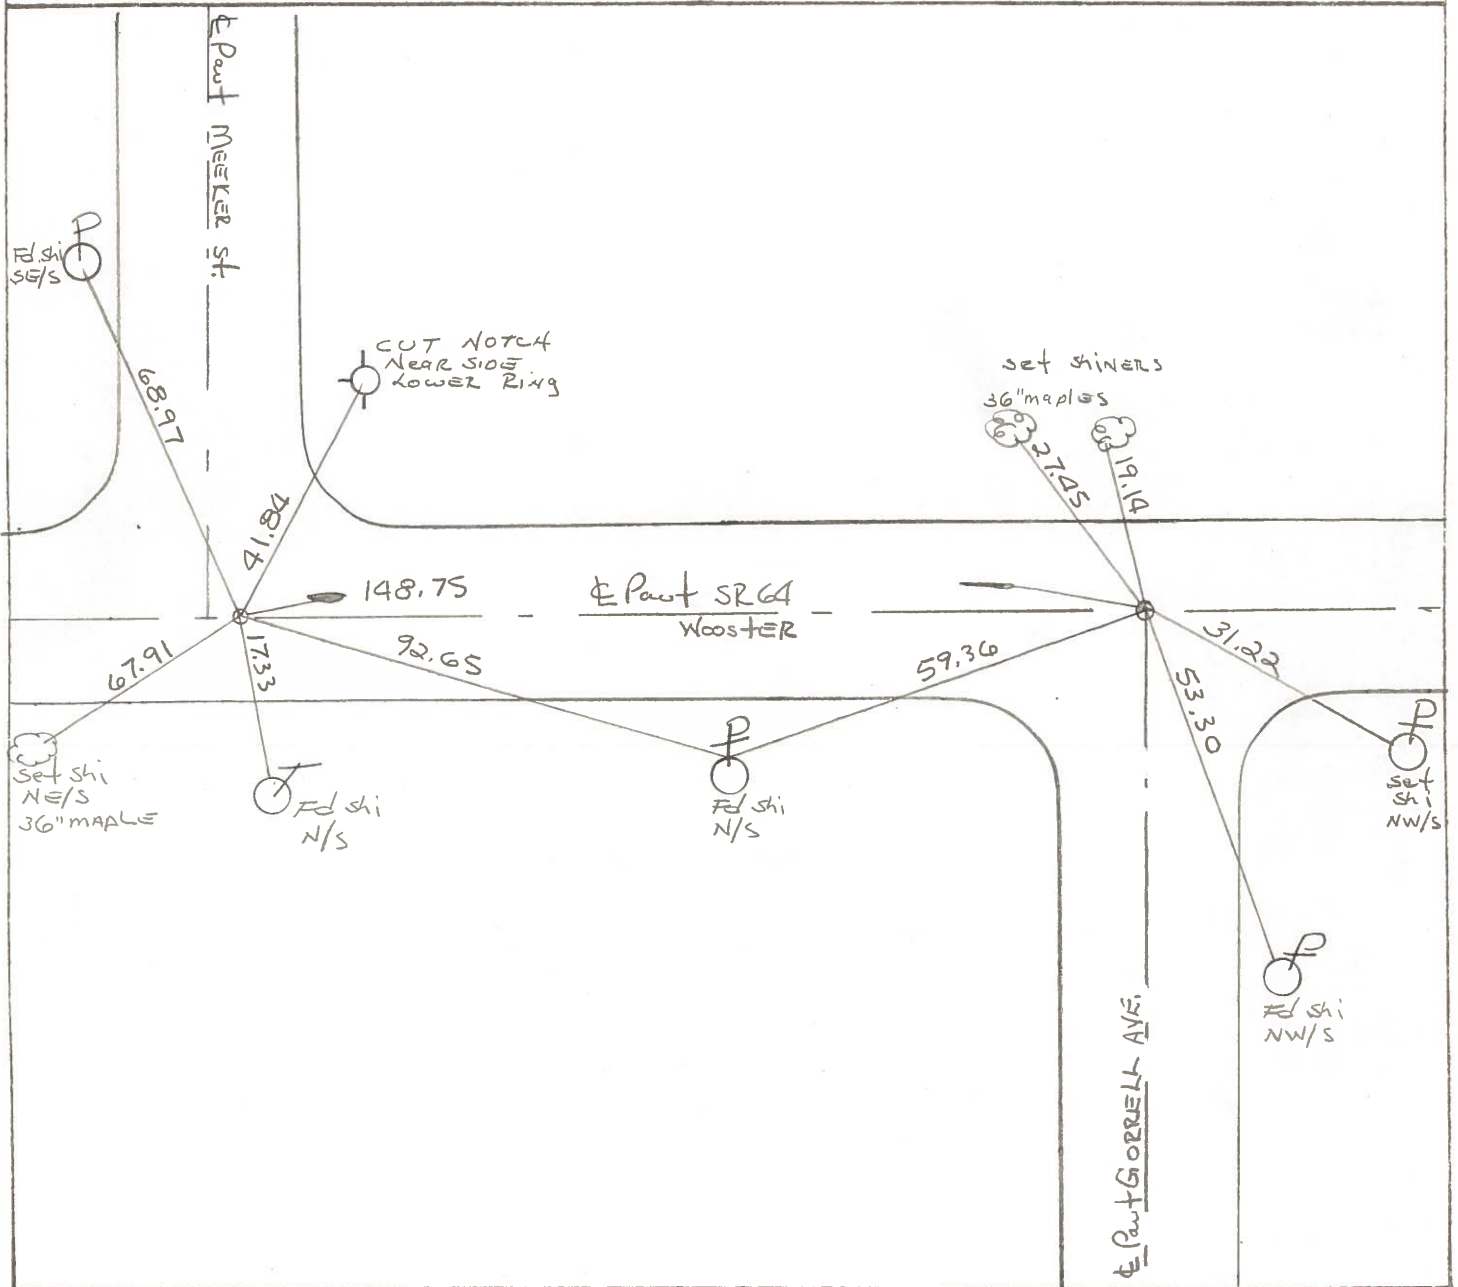 ℄ Pavt MEEKER St.
Fd. shi
SE/S
68.97
CUT NOTCH
NEAR SIDE
LOWER RING
41.84
set shiNERS
36" maples
27.45
19.14
148.75
℄ Pavt SR64
WOOSTER
67.91
17.33
92.65
59.36
31.22
53.30
set shi
NE/S
36" MAPLE
Fd shi
N/S
Fd shi
N/S
set
shi
NW/S
Fd shi
NW/S
℄ Pavt GORRELL AVE.